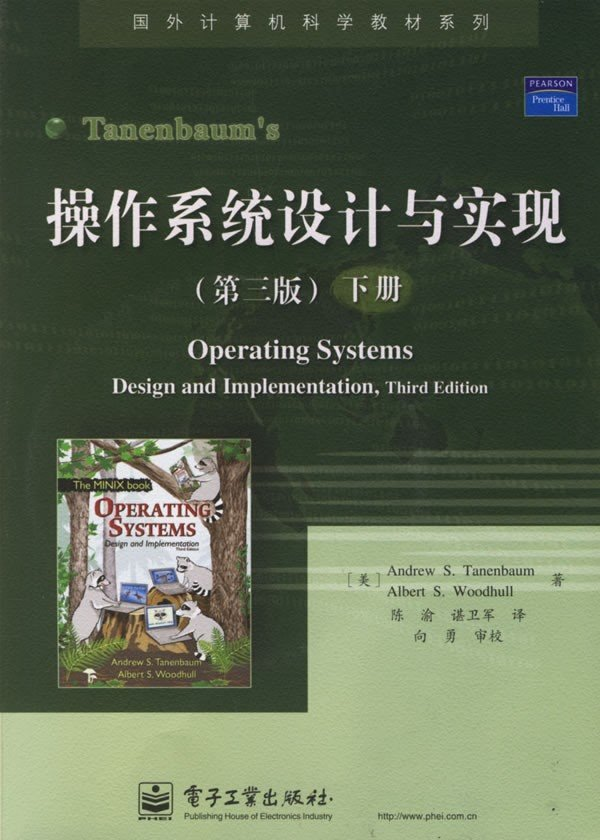 国外计算机科学教材系列
PEARSON
Prentice
Hall
Tanenbaum's
操作系统设计与实现
（第三版）下册
Operating Systems
Design and Implementation, Third Edition
The MINIX book
OPERATING
SYSTEMS
Design and Implementation
Third Edition
Andrew S. Tanenbaum
Albert S. Woodhull
[美] Andrew S. Tanenbaum 著
Albert S. Woodhull
陈 渝 谌卫军 译
向 勇 审校
PHEI
電子工業出版社
Publishing House of Electronics Industry
http://www.phei.com.cn